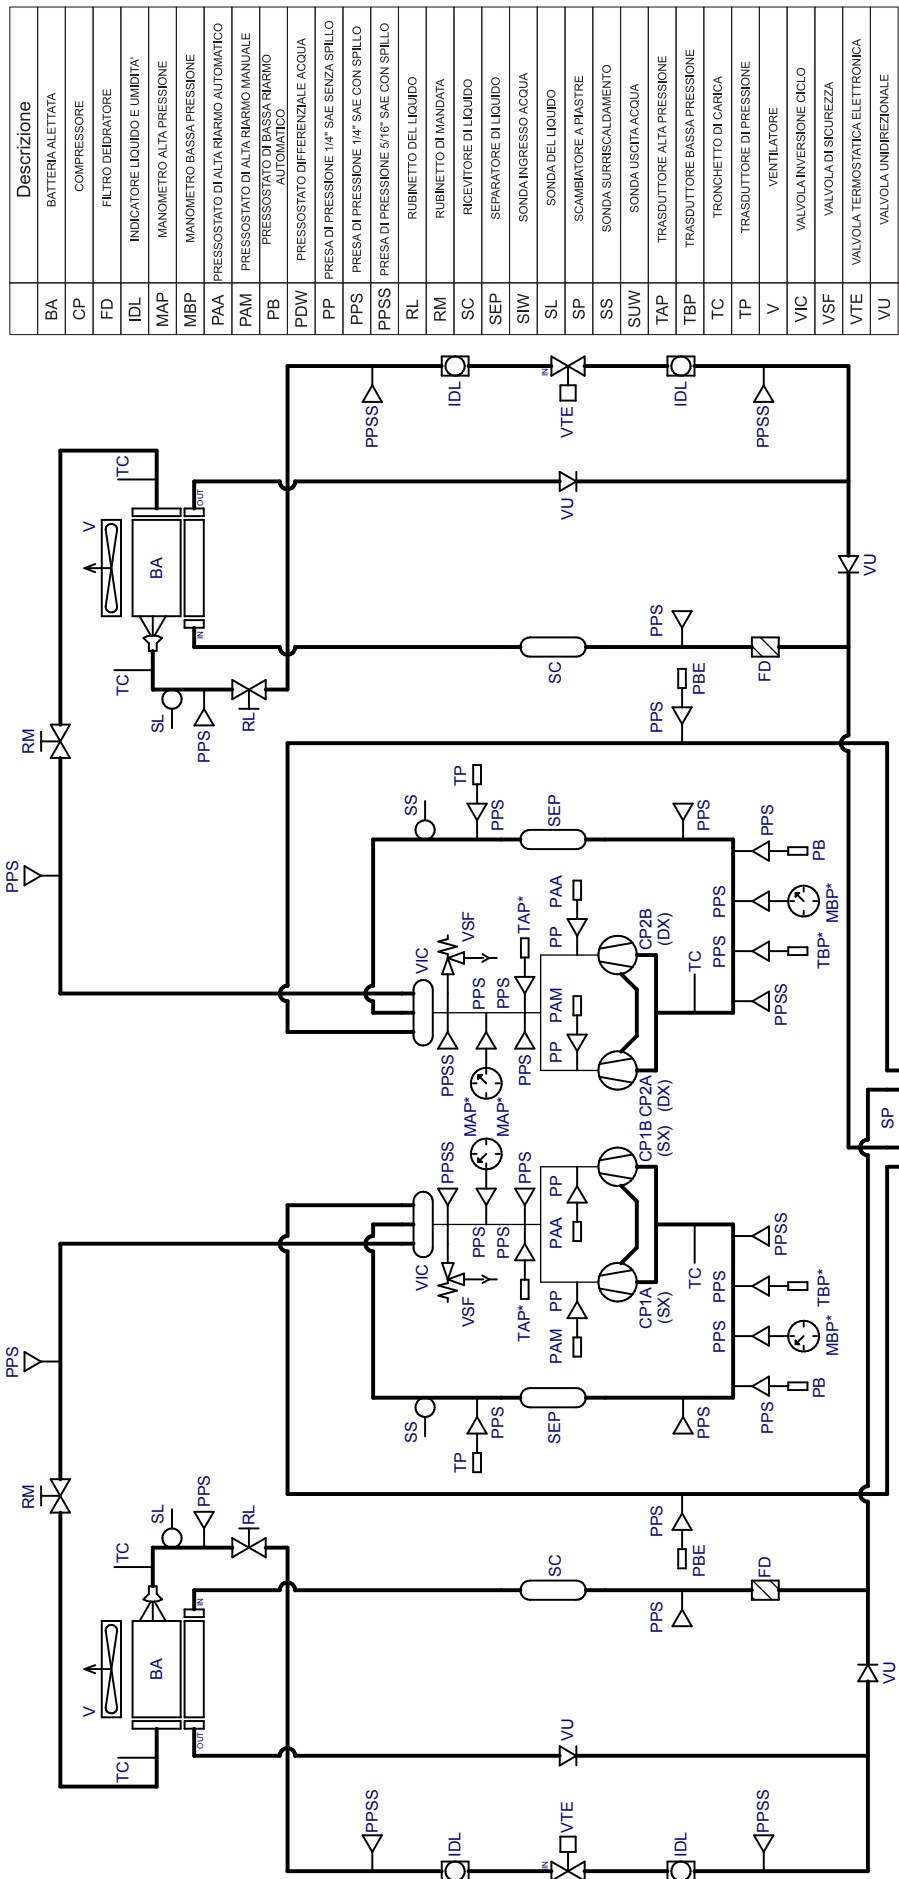 Descrizione
BA BATTERIA ALETTATA
CP COMPRESSORE
FD FILTRO DEIDRATORE
IDL INDICATORE LIQUIDO E UMIDITA'
MAP MANOMETRO ALTA PRESSIONE
MBP MANOMETRO BASSA PRESSIONE
PAA PRESSOSTATO DI ALTA RIARMO AUTOMATICO
PAM PRESSOSTATO DI ALTA RIARMO MANUALE
PB PRESSOSTATO DI BASSA RIARMO
AUTOMATICO
PDW PRESSOSTATO DIFFERENZIALE ACQUA
PP PRESA DI PRESSIONE 1/4" SAE SENZA SPILLO
PPS PRESA DI PRESSIONE 1/4" SAE CON SPILLO
PPSS PRESA DI PRESSIONE 5/16" SAE CON SPILLO
RL RUBINETTO DEL LIQUIDO
RM RUBINETTO DI MANDATA
SC RICEVITORE DI LIQUIDO
SEP SEPARATORE DI LIQUIDO
SIW SONDA INGRESSO ACQUA
SL SONDA DEL LIQUIDO
SP SCAMBIATORE A PIASTRE
SS SONDA SURRISCALDAMENTO
SUW SONDA USCITA ACQUA
TAP TRASDUTTORE ALTA PRESSIONE
TBP TRASDUTTORE BASSA PRESSIONE
TC TRONCHETTO DI CARICA
TP TRASDUTTORE DI PRESSIONE
V VENTILATORE
VIC VALVOLA INVERSIONE CICLO
VSF VALVOLA DI SICUREZZA
VTE VALVOLA TERMOSTATICA ELETTRONICA
VU VALVOLA UNIDIREZIONALE
PPSS
IDL
IN
VTE
IDL
PPSS
TC
V
BA
OUT
IN
VU
VU
TC
SL
PPS
RL
SC
PPS
FD
PBE
PPS
RM
PPS
TP
PPS
SS
SEP
PPS
PPS
PB
VIC
VSF
PPSS
PPS
PPS
TAP*
PPS
PAA
PP
PAM
PP
CP2B
(DX)
CP2A
(DX)
TC
PPS
MBP*
PPS
TBP*
PPSS
MAP*
MAP*
SP
CP1B
(SX)
PPSS
PPS
PPS
PPS
TAP*
VIC
VSF
PP
PAA
PP
PAM
CP1A
(SX)
TC
PPSS
PPS
TBP*
PPS
MBP*
PPS
PB
PPS
RM
SS
TP
PPS
SEP
PPS
PPS
PBE
SL
PPS
RL
TC
V
BA
IN
OUT
TC
SC
PPS
FD
VU
VU
PPSS
IDL
IN
VTE
IDL
PPSS